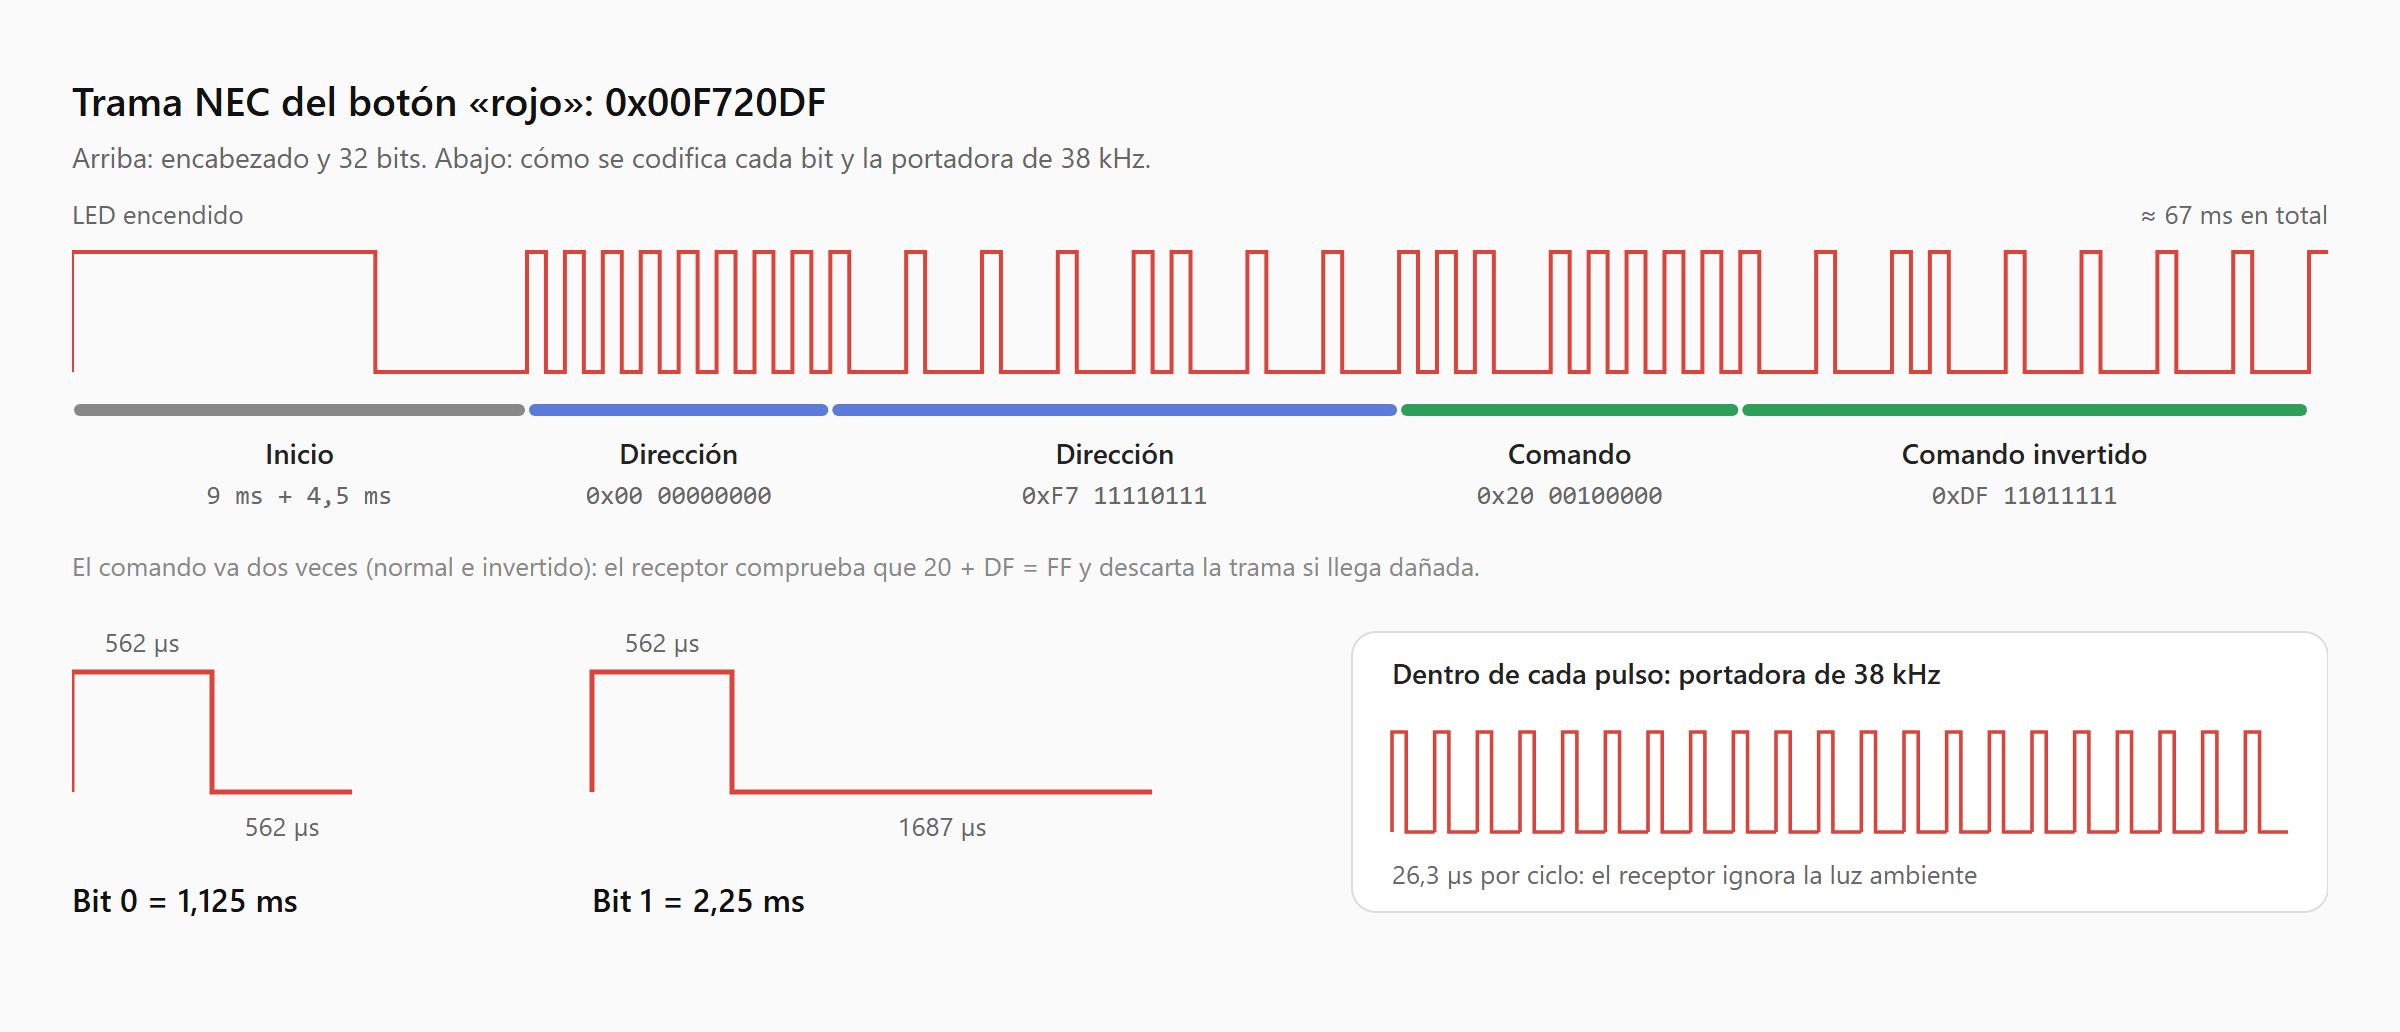 Trama NEC del botón «rojo»: 0x00F720DF
Arriba: encabezado y 32 bits. Abajo: cómo se codifica cada bit y la portadora de 38 kHz.
LED encendido
≈ 67 ms en total
Inicio
9 ms + 4,5 ms
Dirección
0x00 00000000
Dirección
0xF7 11110111
Comando
0x20 00100000
Comando invertido
0xDF 11011111
El comando va dos veces (normal e invertido): el receptor comprueba que 20 + DF = FF y descarta la trama si llega dañada.
562 µs
562 µs
Bit 0 = 1,125 ms
562 µs
1687 µs
Bit 1 = 2,25 ms
Dentro de cada pulso: portadora de 38 kHz
26,3 µs por ciclo: el receptor ignora la luz ambiente